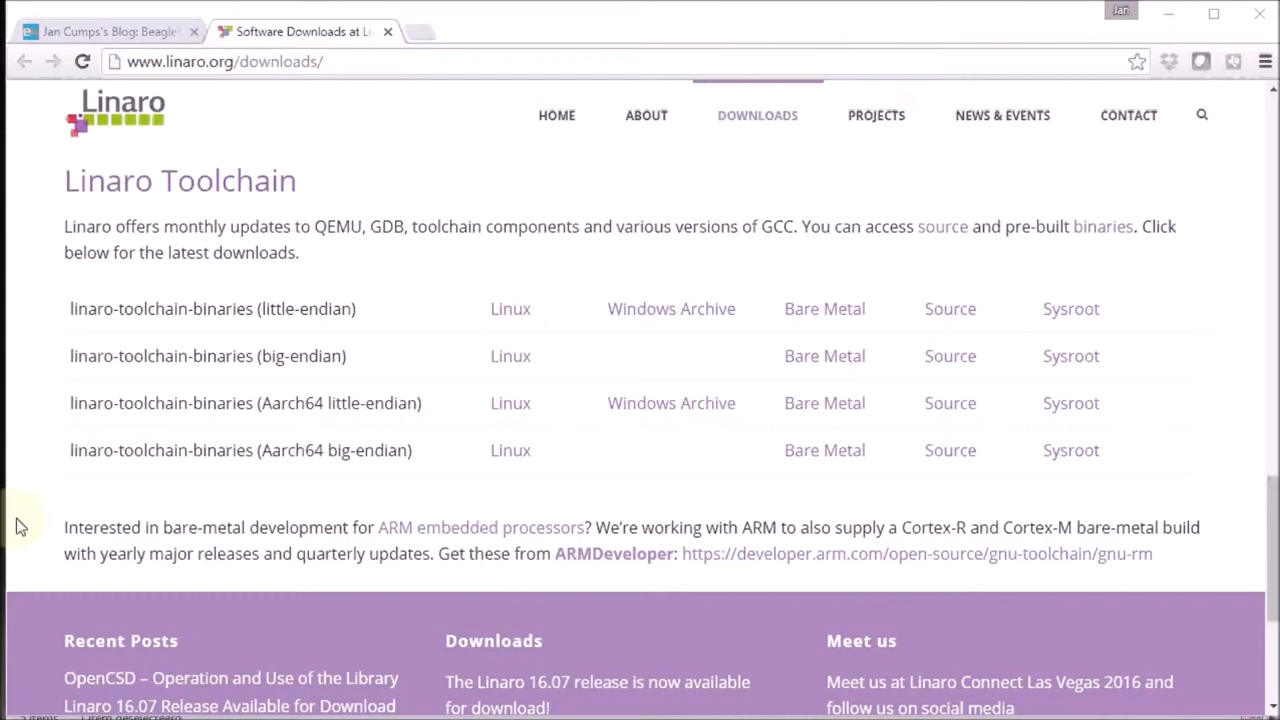 Jan
Jan Cumps's Blog: Beagle
Software Downloads at Li
www.linaro.org/downloads/
Linaro
HOME ABOUT DOWNLOADS PROJECTS NEWS & EVENTS CONTACT
Linaro Toolchain
Linaro offers monthly updates to QEMU, GDB, toolchain components and various versions of GCC. You can access source and pre-built binaries. Click
below for the latest downloads.
linaro-toolchain-binaries (little-endian) Linux Windows Archive Bare Metal Source Sysroot
linaro-toolchain-binaries (big-endian) Linux Bare Metal Source Sysroot
linaro-toolchain-binaries (Aarch64 little-endian) Linux Windows Archive Bare Metal Source Sysroot
linaro-toolchain-binaries (Aarch64 big-endian) Linux Bare Metal Source Sysroot
Interested in bare-metal development for ARM embedded processors? We're working with ARM to also supply a Cortex-R and Cortex-M bare-metal build
with yearly major releases and quarterly updates. Get these from ARMDeveloper: https://developer.arm.com/open-source/gnu-toolchain/gnu-rm
Recent Posts
OpenCSD – Operation and Use of the Library
Linaro 16.07 Release Available for Download
Downloads
The Linaro 16.07 release is now available
for download!
Meet us
Meet us at Linaro Connect Las Vegas 2016 and
follow us on social media